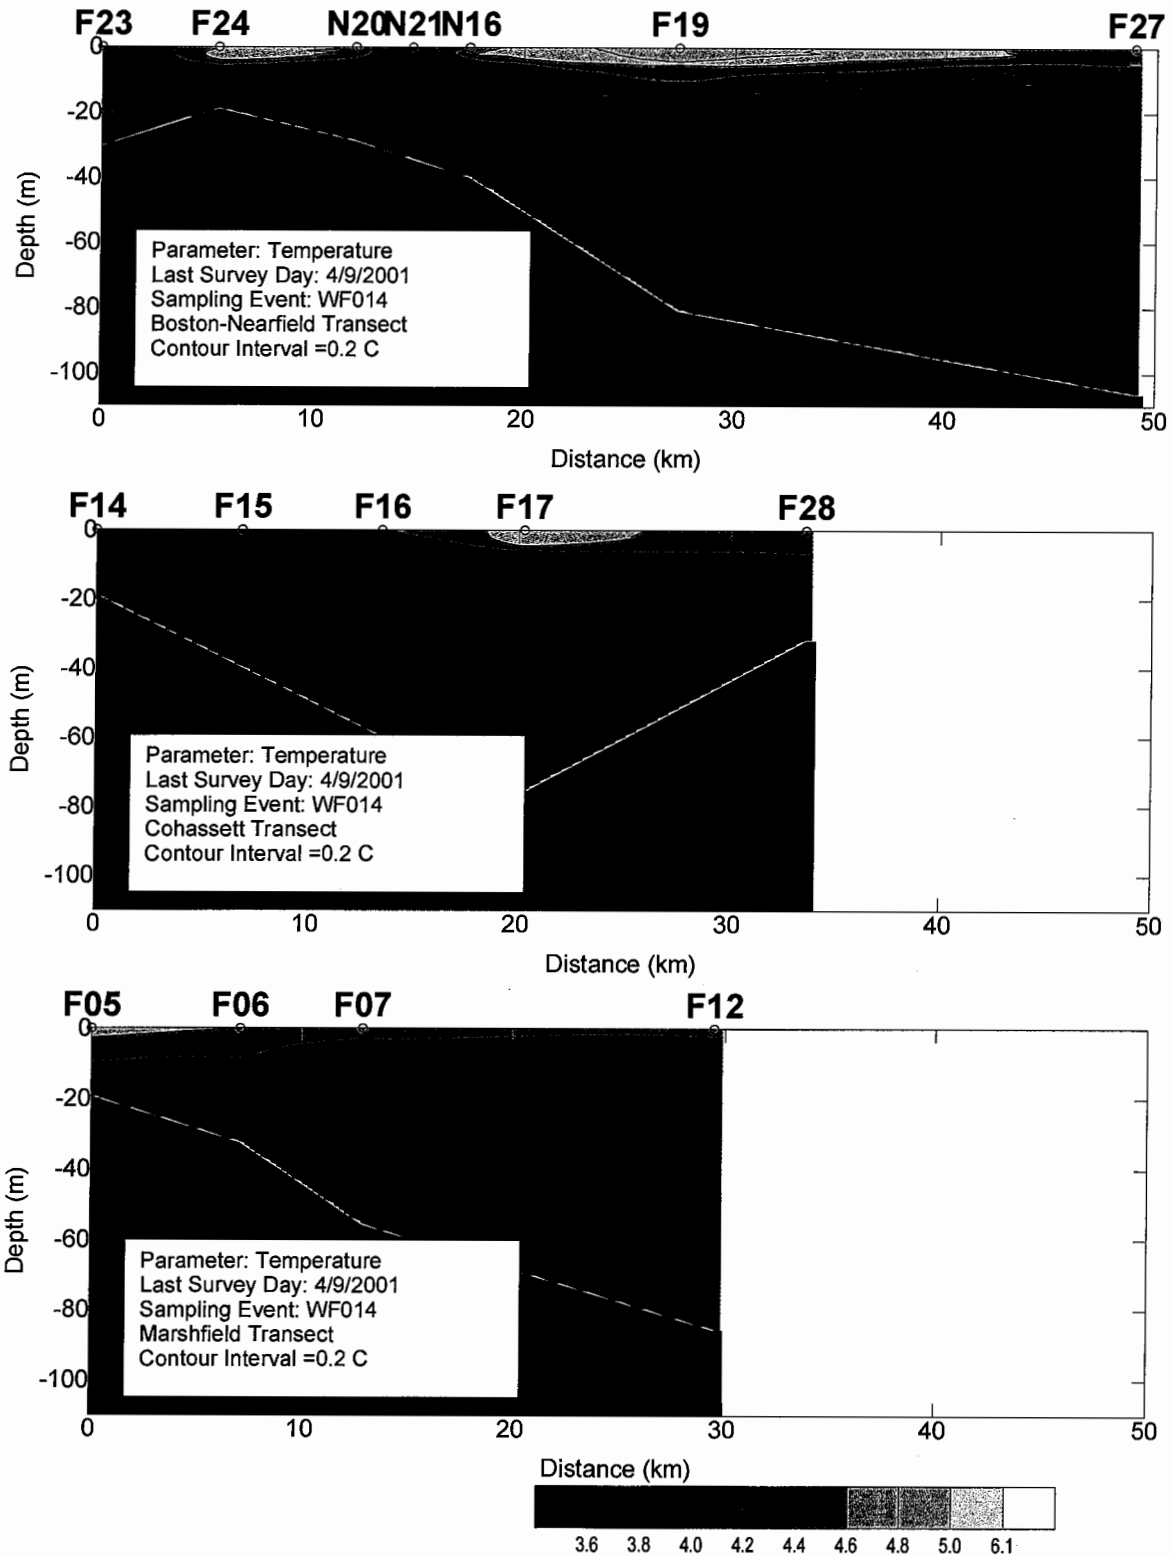 F23 F24 N20 N21 N16 F19 F27
0
-20
-40
-60
-80
-100
Depth (m)
Parameter: Temperature
Last Survey Day: 4/9/2001
Sampling Event: WF014
Boston-Nearfield Transect
Contour Interval =0.2 C
0 10 20 30 40 50
Distance (km)
F14 F15 F16 F17 F28
0
-20
-40
-60
-80
-100
Depth (m)
Parameter: Temperature
Last Survey Day: 4/9/2001
Sampling Event: WF014
Cohassett Transect
Contour Interval =0.2 C
0 10 20 30 40 50
Distance (km)
F05 F06 F07 F12
0
-20
-40
-60
-80
-100
Depth (m)
Parameter: Temperature
Last Survey Day: 4/9/2001
Sampling Event: WF014
Marshfield Transect
Contour Interval =0.2 C
0 10 20 30 40 50
Distance (km)
3.6 3.8 4.0 4.2 4.4 4.6 4.8 5.0 6.1